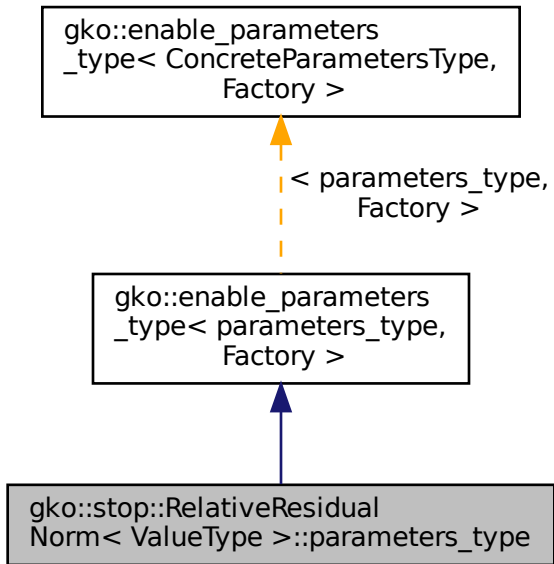 gko::enable_parameters
_type< ConcreteParametersType,
Factory >
< parameters_type,
Factory >
gko::enable_parameters
_type< parameters_type,
Factory >
gko::stop::RelativeResidual
Norm< ValueType >::parameters_type